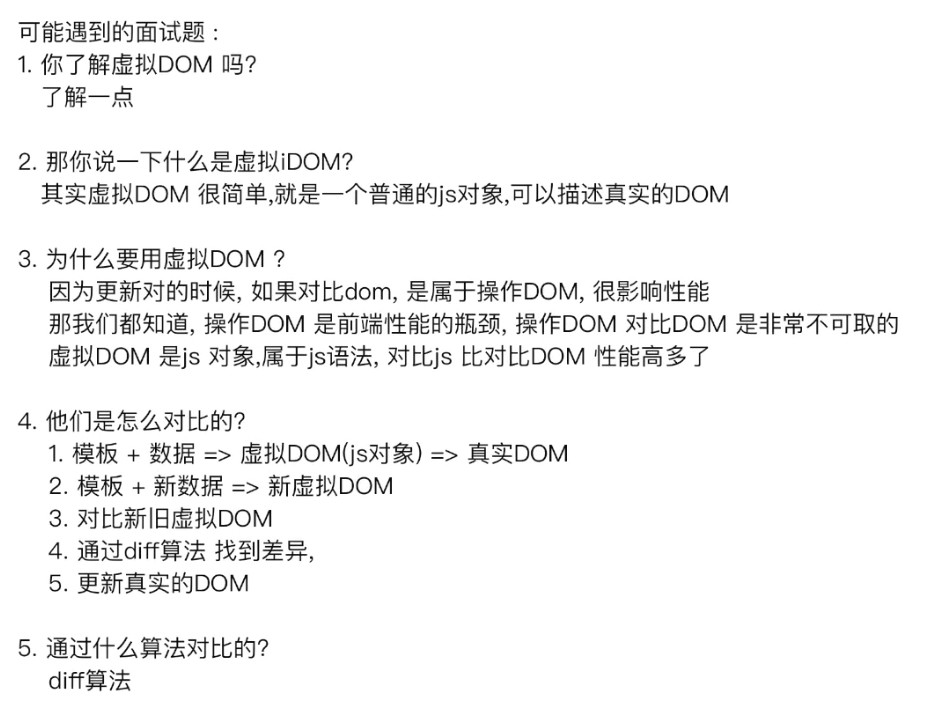 可能遇到的面试题 :
1. 你了解虚拟DOM 吗?
了解一点
2. 那你说一下什么是虚拟iDOM?
其实虚拟DOM 很简单,就是一个普通的js对象,可以描述真实的DOM
3. 为什么要用虚拟DOM ?
因为更新对的时候, 如果对比dom, 是属于操作DOM, 很影响性能
那我们都知道, 操作DOM 是前端性能的瓶颈, 操作DOM 对比DOM 是非常不可取的
虚拟DOM 是js 对象,属于js语法, 对比js 比对比DOM 性能高多了
4. 他们是怎么对比的?
1. 模板 + 数据 => 虚拟DOM(js对象) => 真实DOM
2. 模板 + 新数据 => 新虚拟DOM
3. 对比新旧虚拟DOM
4. 通过diff算法 找到差异,
5. 更新真实的DOM
5. 通过什么算法对比的?
diff算法